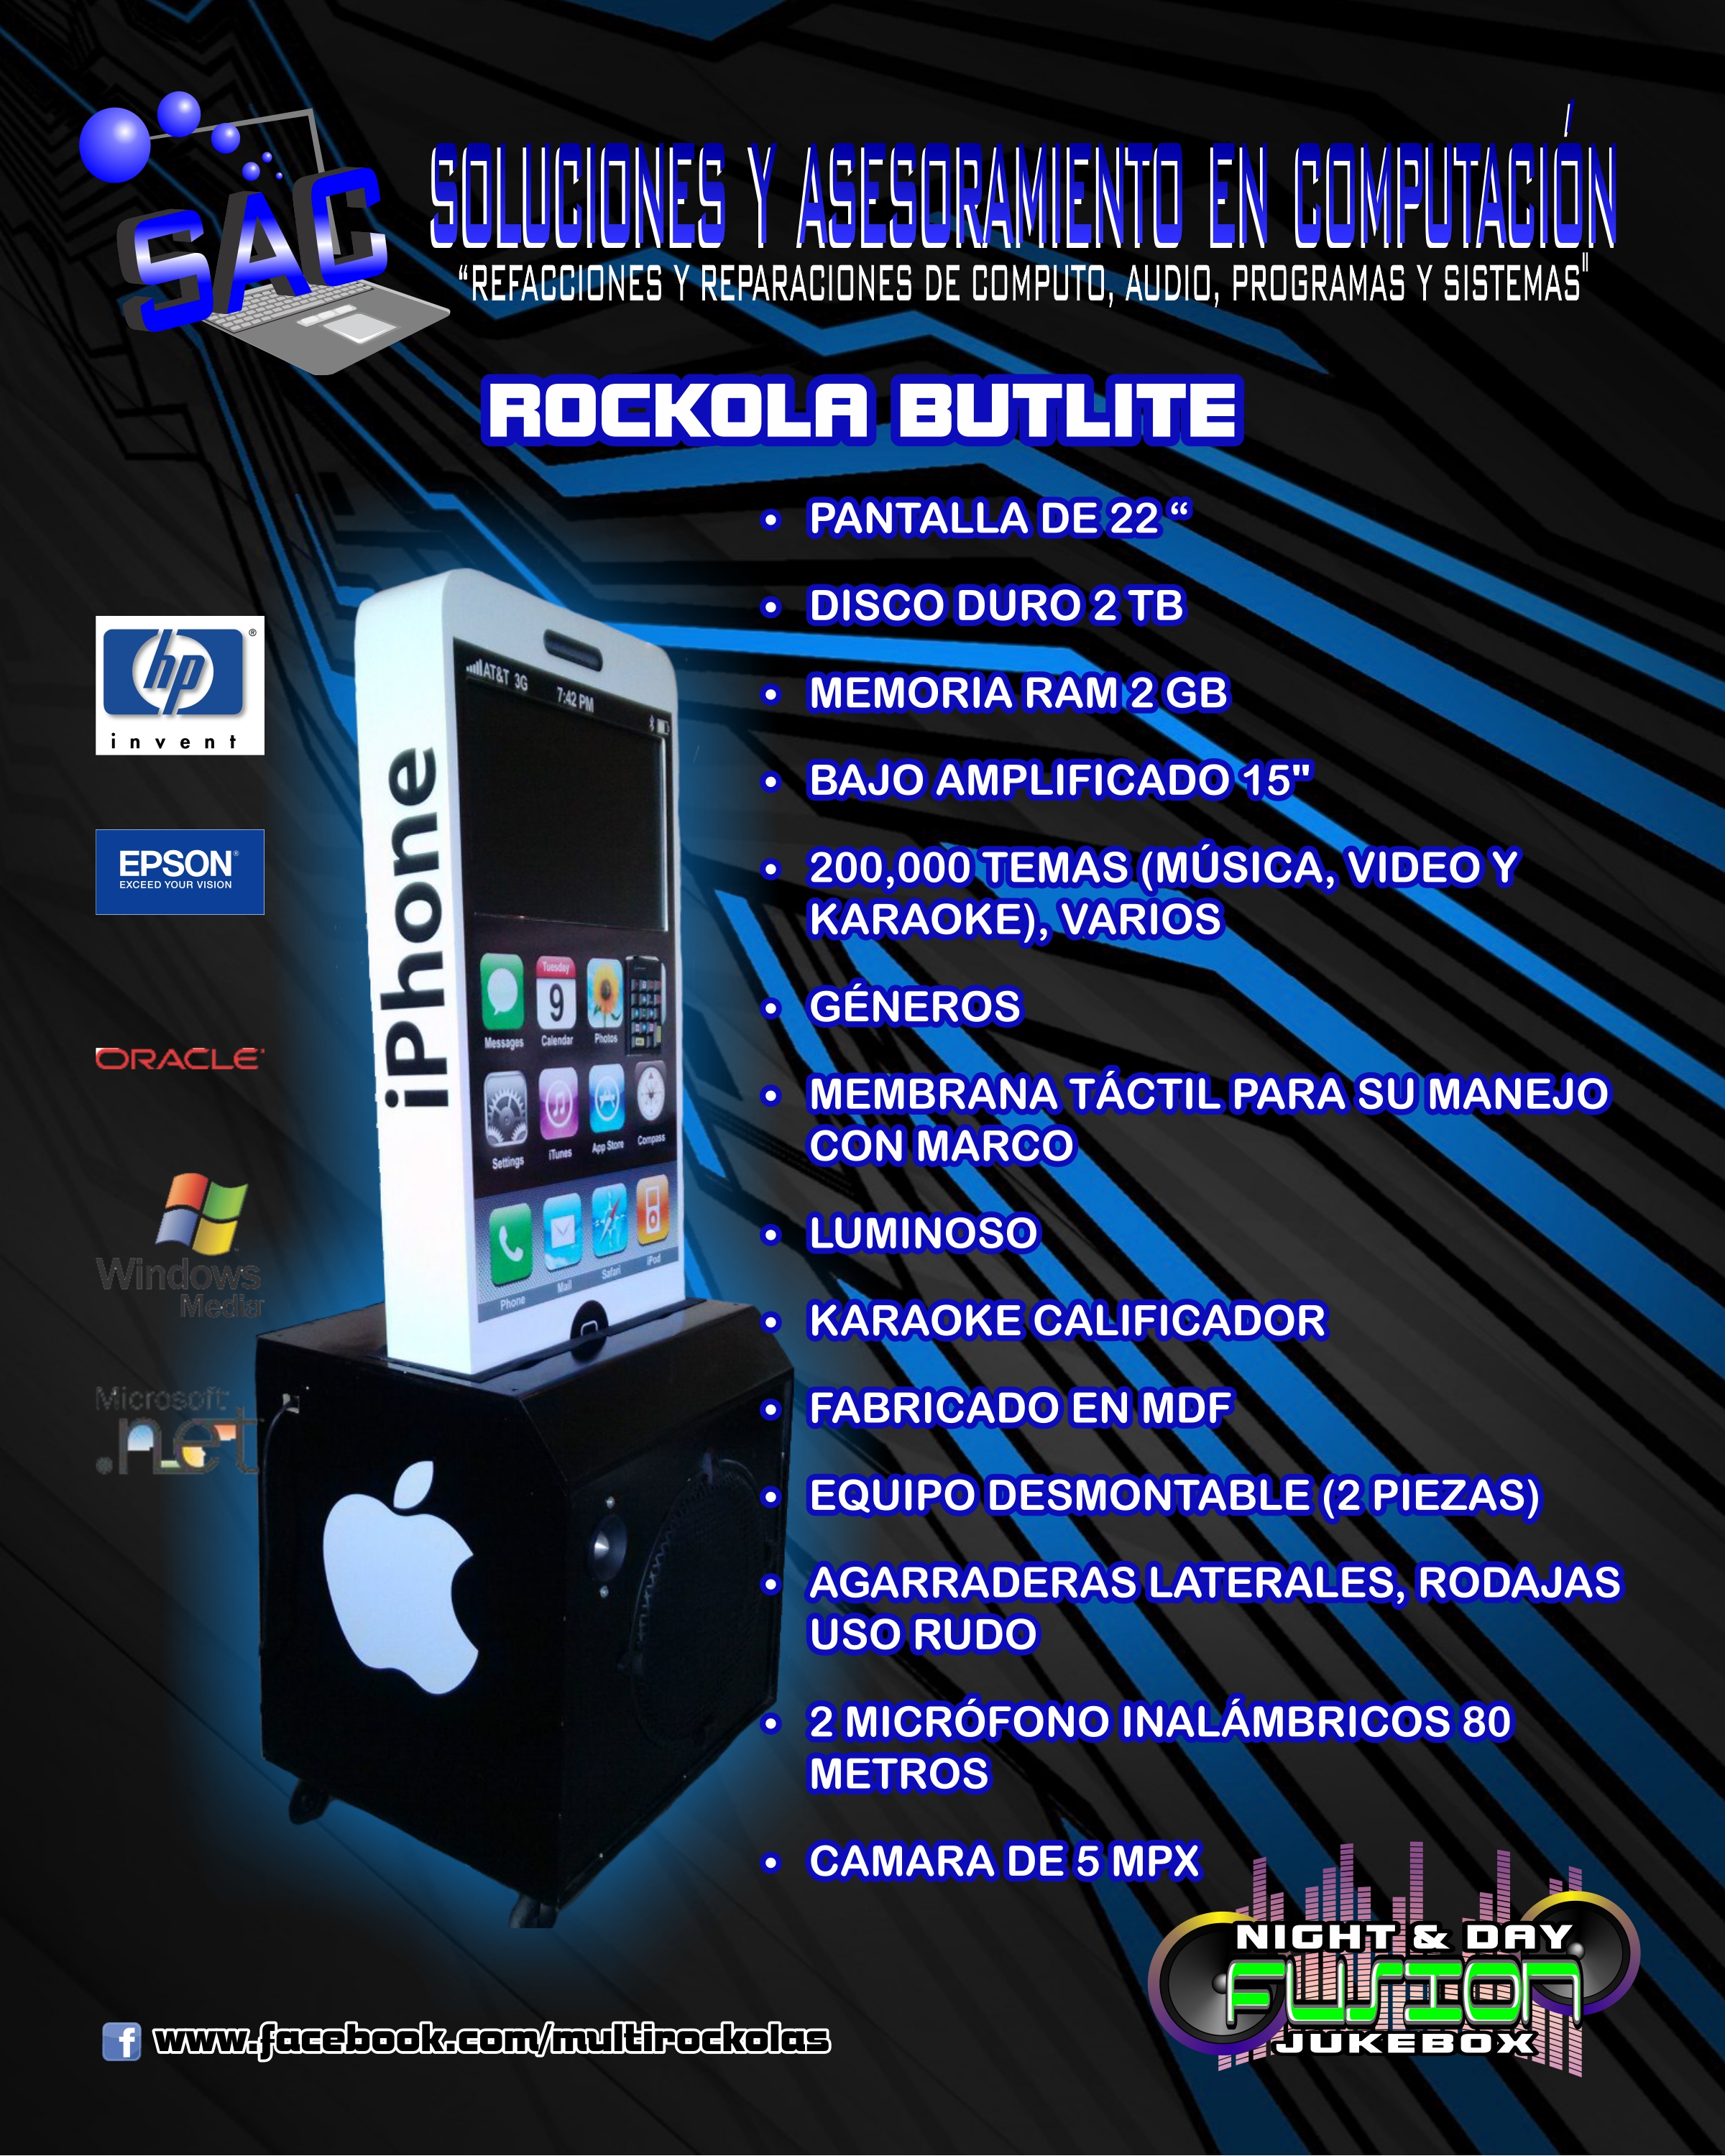 SAC
SOLUCIONES Y ASESORAMIENTO EN COMPUTACIÓN
“REFACCIONES Y REPARACIONES DE COMPUTO, AUDIO, PROGRAMAS Y SISTEMAS"
ROCKOLA BUTLITE
• PANTALLA DE 22 “
• DISCO DURO 2 TB
• MEMORIA RAM 2 GB
• BAJO AMPLIFICADO 15"
• 200,000 TEMAS (MÚSICA, VIDEO Y
KARAOKE), VARIOS
• GÉNEROS
• MEMBRANA TÁCTIL PARA SU MANEJO
CON MARCO
• LUMINOSO
• KARAOKE CALIFICADOR
• FABRICADO EN MDF
• EQUIPO DESMONTABLE (2 PIEZAS)
• AGARRADERAS LATERALES, RODAJAS
USO RUDO
• 2 MICRÓFONO INALÁMBRICOS 80
METROS
• CAMARA DE 5 MPX
hp®
invent
EPSON®
EXCEED YOUR VISION
ORACLE
Windows
Media
Microsoft
.net
iPhone
AT&T 3G 7:42 PM
Tuesday
9
Messages Calendar Photos
Settings iTunes App Store Compass
Phone Mail Safari iPod
NIGHT & DAY
FUSION
JUKEBOX
f www.facebook.com/multirockolas